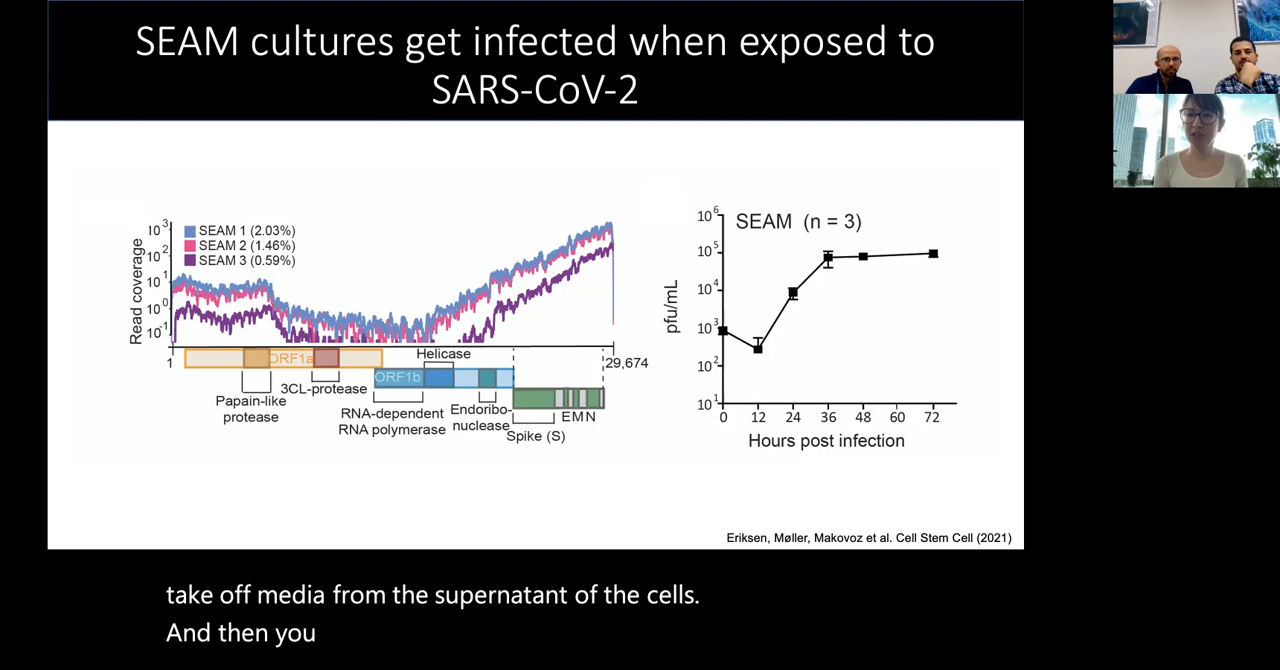 SEAM cultures get infected when exposed to
SARS-CoV-2
10³
10²
10¹
10⁰
10¹
Read coverage
SEAM 1 (2.03%)
SEAM 2 (1.46%)
SEAM 3 (0.59%)
1
29,674
ORF1a
Helicase
ORF1b
3CL-protease
Papain-like
protease
RNA-dependent
RNA polymerase
Endoribo-
nuclease
Spike (S)
E M N
SEAM (n = 3)
10⁶
10⁵
10⁴
10³
10²
10¹
pfu/mL
0 12 24 36 48 60 72
Hours post infection
Eriksen, Møller, Makovoz et al. Cell Stem Cell (2021)
take off media from the supernatant of the cells.
And then you